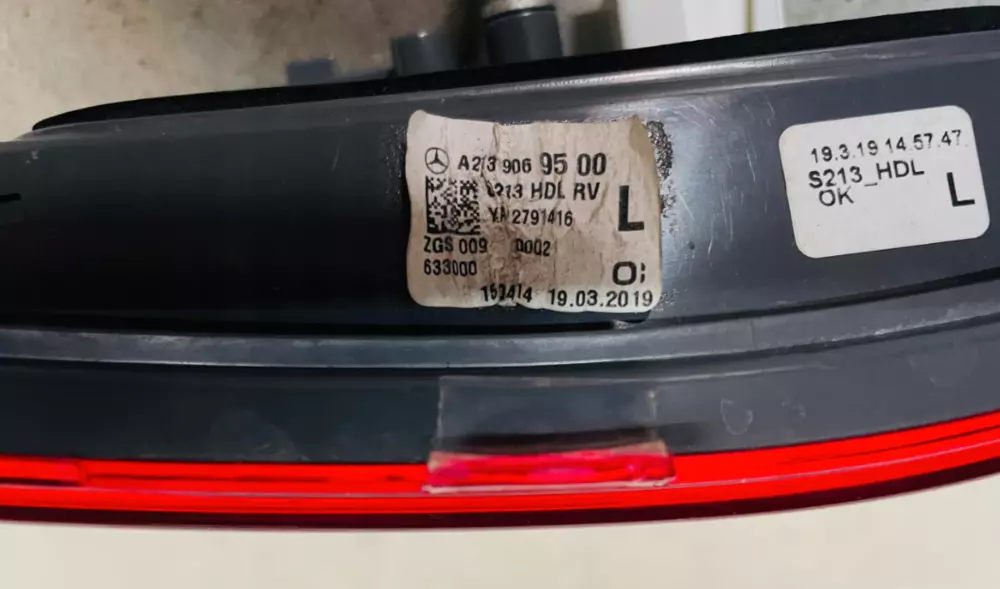 A213 906 95 00
S213 HDL RV
L
2791416
ZGS 009 0002
633000
19.03.2019
19.3.19 14.57.47
S213_HDL
OK
L